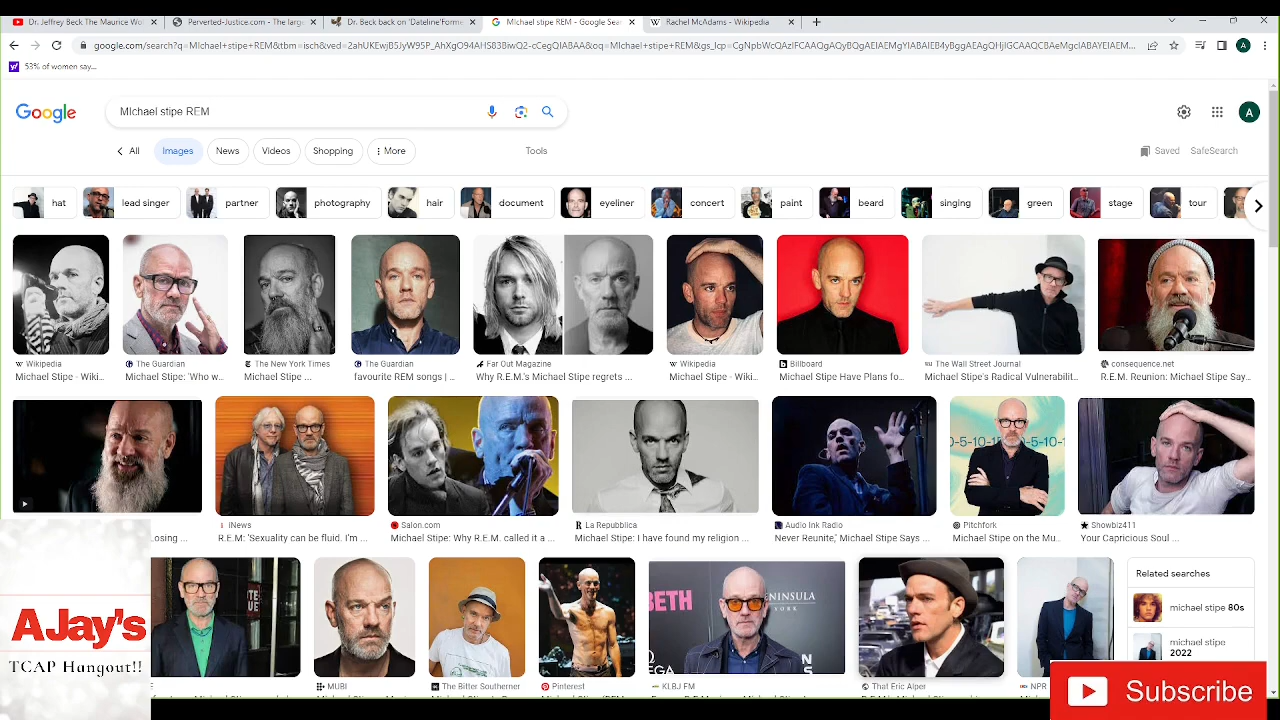 Dr. Jeffrey Beck The Maurice Wo
Perverted-Justice.com - The large
Dr. Beck back on 'Dateline'Forme
MIchael stipe REM - Google Sea
Rachel McAdams - Wikipedia
53% of women say...
Google
MIchael stipe REM
A
All
Images
News
Videos
Shopping
More
Tools
Saved
SafeSearch
hat
lead singer
partner
photography
hair
document
eyeliner
concert
paint
beard
singing
green
stage
tour
Wikipedia
The Guardian
The New York Times
The Guardian
Far Out Magazine
Wikipedia
Billboard
The Wall Street Journal
consequence.net
Michael Stipe - Wiki...
Michael Stipe: 'Who w...
Michael Stipe ...
favourite REM songs | ...
Why R.E.M.'s Michael Stipe regrets ...
Michael Stipe - Wiki...
Michael Stipe Have Plans fo...
Michael Stipe's Radical Vulnerabilit...
R.E.M. Reunion: Michael Stipe Say...
iNews
Salon.com
La Repubblica
Audio Ink Radio
Pitchfork
Showbiz411
Losing ...
R.E.M: 'Sexuality can be fluid. I'm ...
Michael Stipe: Why R.E.M. called it a ...
Michael Stipe: I have found my religion ...
Never Reunite,' Michael Stipe Says ...
Michael Stipe on the Mu...
Your Capricious Soul ...
BETH
NINSULA
YORK
MUBI
The Bitter Southerner
Pinterest
KLBJ FM
That Eric Alper
NPR
Related searches
michael stipe 80s
michael stipe
2022
AJay's
TCAP Hangout!!
Subscribe